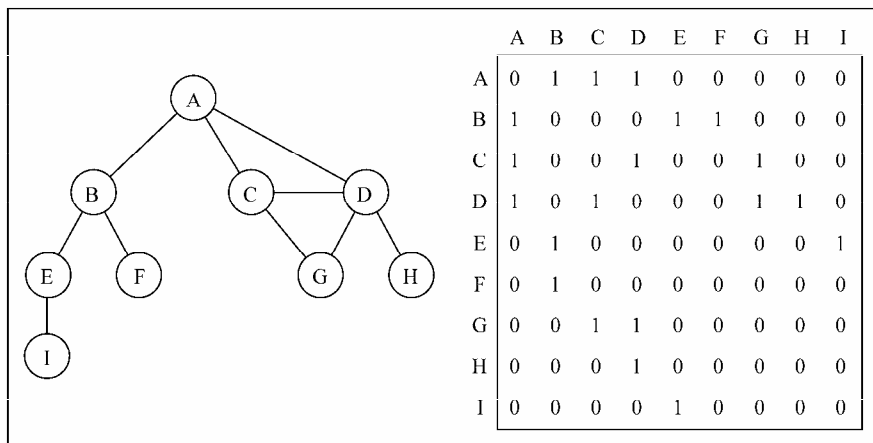 A
B C D
E F G H
I
A B C D E F G H I
A 0 1 1 1 0 0 0 0 0
B 1 0 0 0 1 1 0 0 0
C 1 0 0 1 0 0 1 0 0
D 1 0 1 0 0 0 1 1 0
E 0 1 0 0 0 0 0 0 1
F 0 1 0 0 0 0 0 0 0
G 0 0 1 1 0 0 0 0 0
H 0 0 0 1 0 0 0 0 0
I 0 0 0 0 1 0 0 0 0